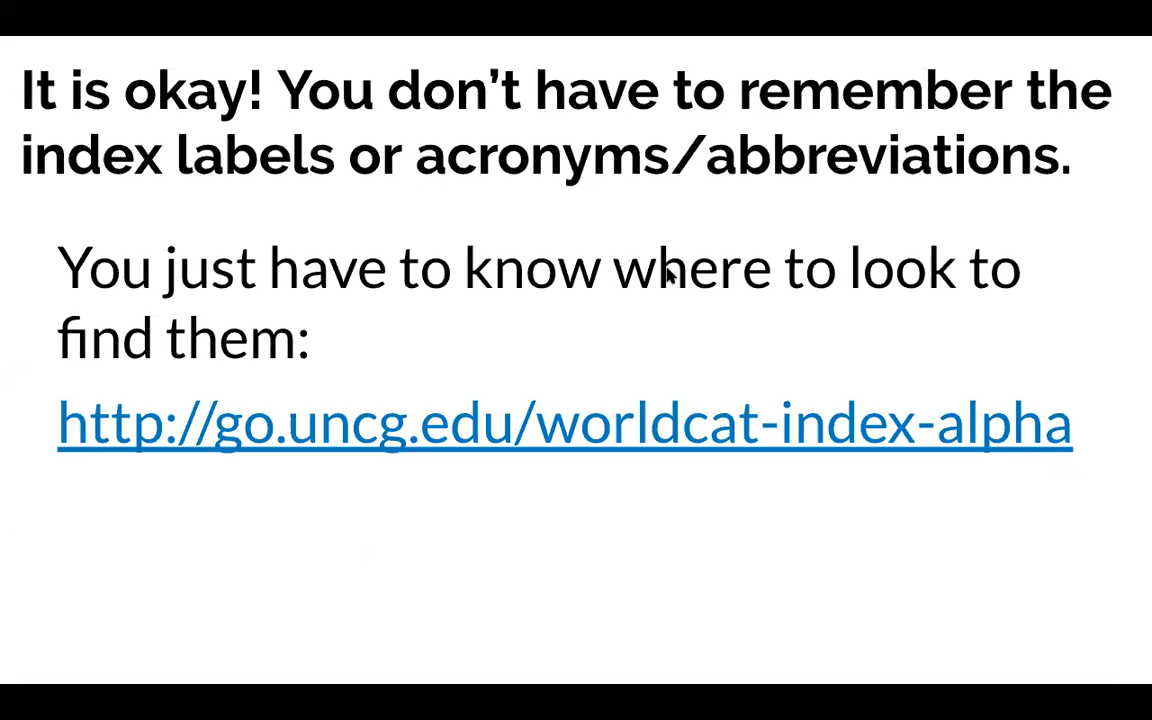 It is okay! You don’t have to remember the
index labels or acronyms/abbreviations.
You just have to know where to look to
find them:
http://go.uncg.edu/worldcat-index-alpha